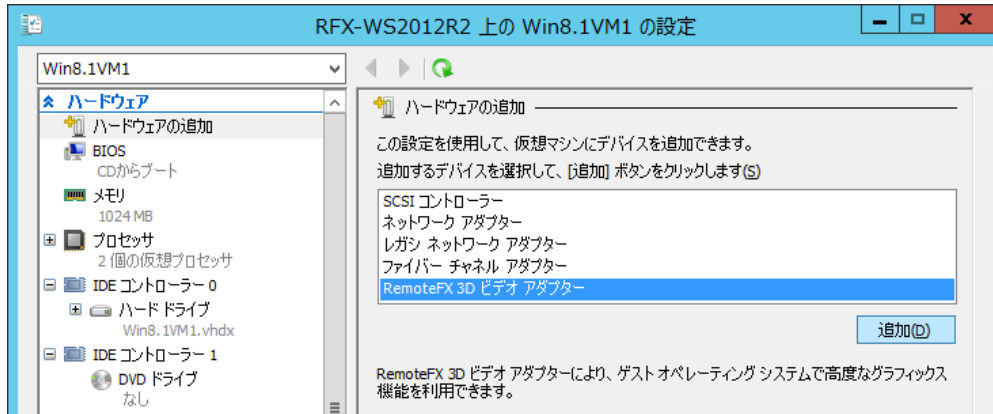 RFX-WS2012R2 上の Win8.1VM1 の設定
Win8.1VM1
ハードウェア
ハードウェアの追加
BIOS
CDからブート
メモリ
1024 MB
プロセッサ
2 個の仮想プロセッサ
IDE コントローラー 0
ハード ドライブ
Win8.1VM1.vhdx
IDE コントローラー 1
DVD ドライブ
なし
ハードウェアの追加
この設定を使用して、仮想マシンにデバイスを追加できます。
追加するデバイスを選択して、[追加] ボタンをクリックします(S)
SCSI コントローラー
ネットワーク アダプター
レガシ ネットワーク アダプター
ファイバー チャネル アダプター
RemoteFX 3D ビデオ アダプター
追加(D)
RemoteFX 3D ビデオ アダプターにより、ゲスト オペレーティング システムで高度なグラフィックス
機能を利用できます。